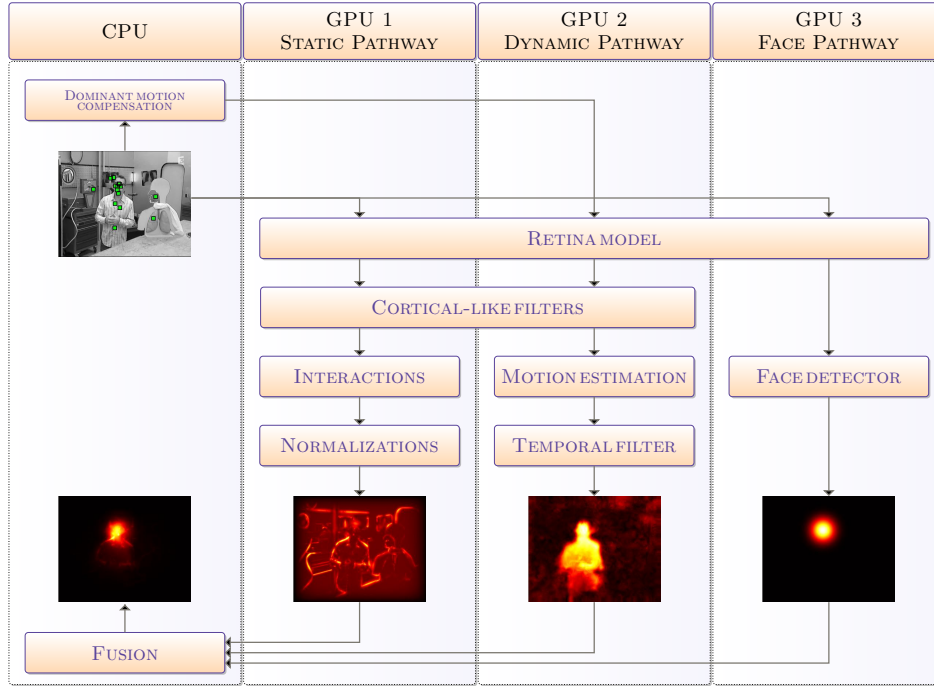 CPU
GPU 1
STATIC PATHWAY
GPU 2
DYNAMIC PATHWAY
GPU 3
FACE PATHWAY
DOMINANT MOTION
COMPENSATION
RETINA MODEL
CORTICAL-LIKE FILTERS
INTERACTIONS
MOTION ESTIMATION
FACE DETECTOR
NORMALIZATIONS
TEMPORAL FILTER
FUSION